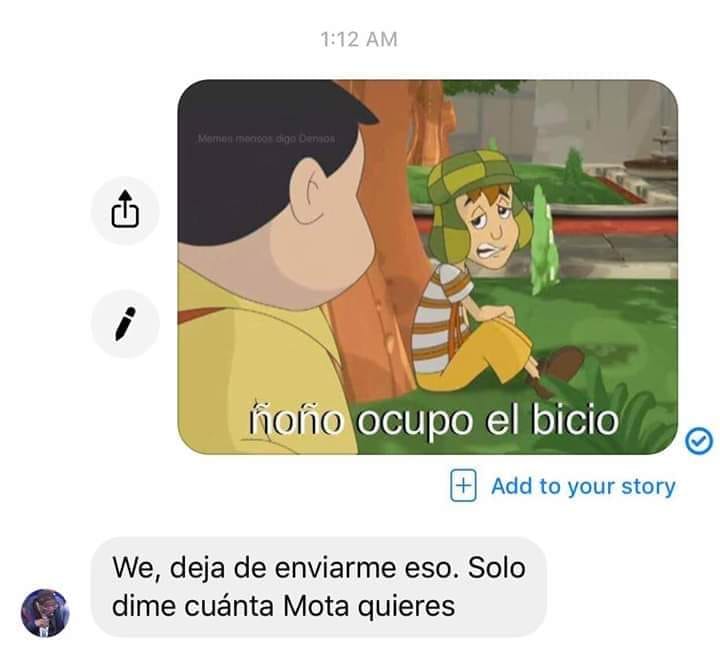 1:12 AM
Memes mensos digo Densos
ñoño ocupo el bicio
Add to your story
We, deja de enviarme eso. Solo
dime cuánta Mota quieres